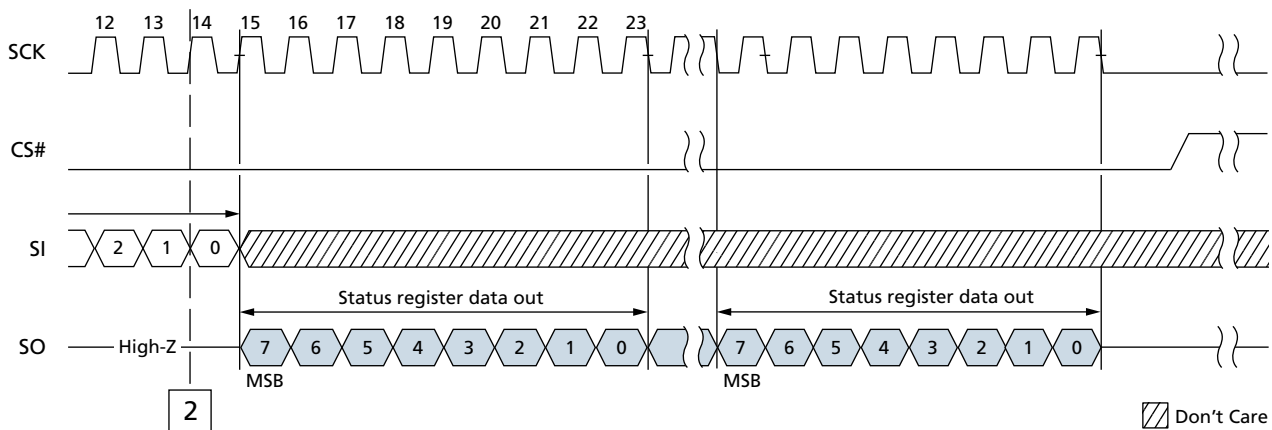 12 13 14 15 16 17 18 19 20 21 22 23
SCK
CS#
SI 2 1 0
Status register data out Status register data out
SO High-Z 7 6 5 4 3 2 1 0 7 6 5 4 3 2 1 0
MSB MSB
2
Don't Care